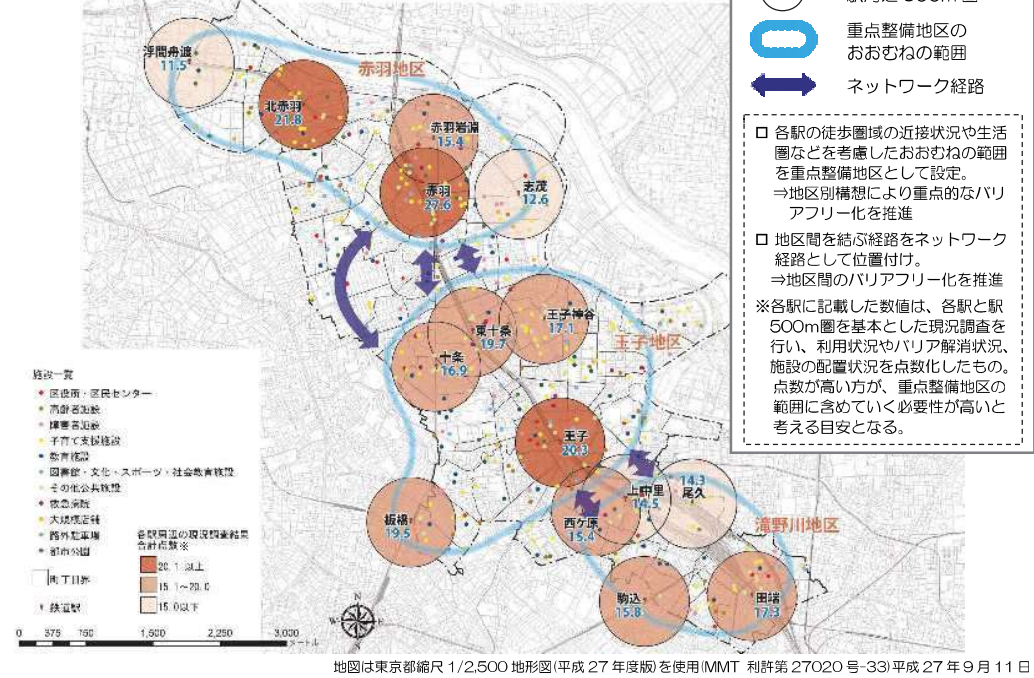 重点整備地区の
おおむねの範囲
ネットワーク経路
□ 各駅の徒歩圏域の近接状況や生活
圏などを考慮したおおむねの範囲
を重点整備地区として設定。
⇒地区別構想により重点的なバリ
アフリー化を推進
□ 地区間を結ぶ経路をネットワーク
経路として位置付け。
⇒地区間のバリアフリー化を推進
※各駅に記載した数値は、各駅と駅
500m圏を基本とした現況調査を
行い、利用状況やバリア解消状況、
施設の配置状況を点数化したもの。
点数が高い方が、重点整備地区の
範囲に含めていく必要性が高いと
考える目安となる。
浮間舟渡
11.5
赤羽地区
北赤羽
21.8
赤羽岩淵
15.4
赤羽
27.6
志茂
12.6
王子神谷
17.1
東十条
19.7
王子地区
十条
16.9
王子
20.3
板橋
19.5
西ケ原
15.4
上中里
14.5
14.3
尾久
滝野川地区
駒込
15.8
田端
17.3
施設一覧
区役所・区民センター
高齢者施設
障害者施設
子育て支援施設
教育施設
図書館・文化・スポーツ・社会教育施設
その他公共施設
救急病院
大規模店舗
路外駐車場
都市公園
町丁目界
鉄道駅
各駅周辺の現況調査結果
合計点数※
20.1以上
15.1～20.0
15.0以下
N
W
E
S
0 375 750 1,500 2,250 3,000
メートル
地図は東京都縮尺 1/2,500 地形図(平成 27 年度版)を使用(MMT 利許第 27020 号-33)平成 27 年 9 月 11 日